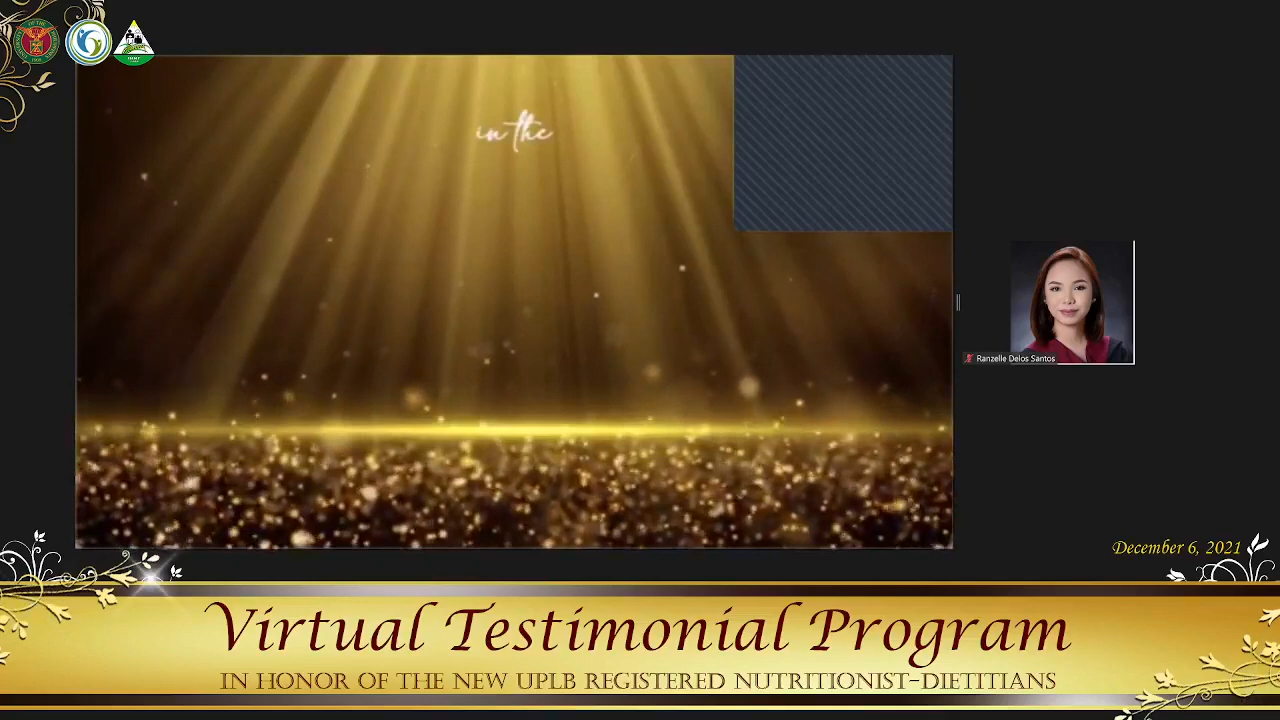 in the
Ranzelle Delos Santos
December 6, 2021
Virtual Testimonial Program
IN HONOR OF THE NEW UPLB REGISTERED NUTRITIONIST-DIETITIANS